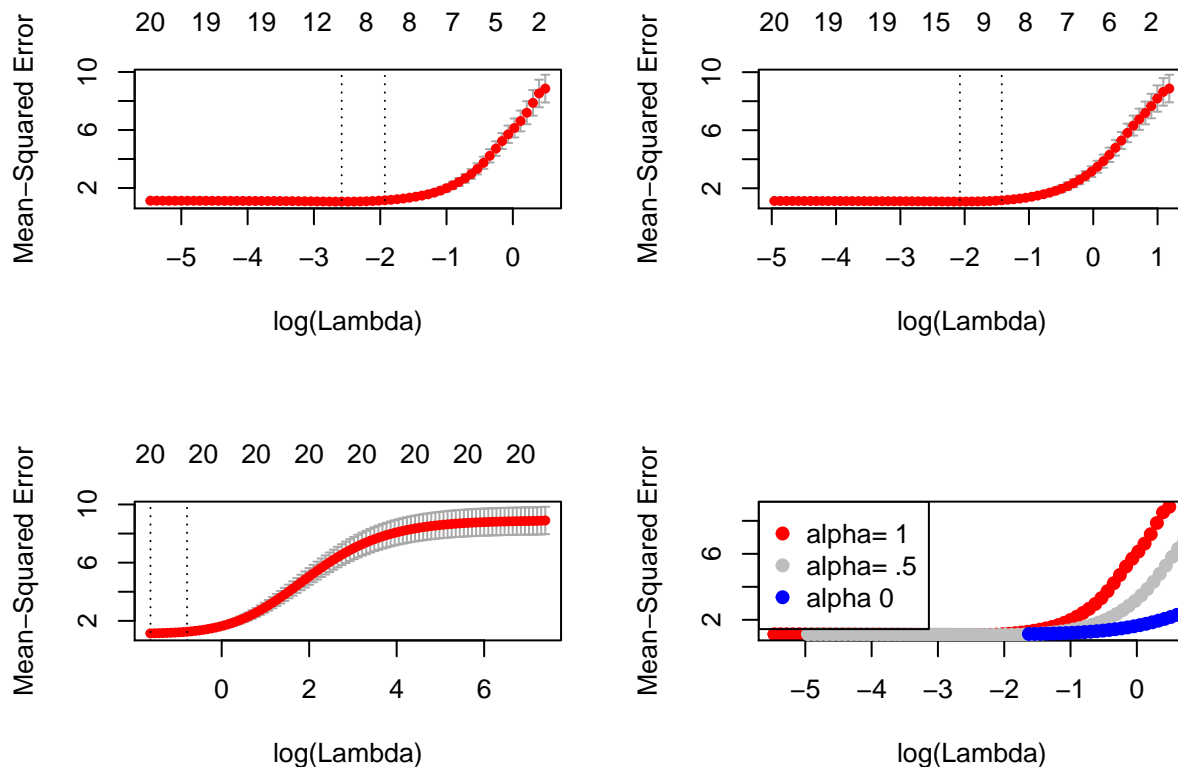 20 19 19 12 8 8 7 5 2
Mean−Squared Error
10
6
2
−5 −4 −3 −2 −1 0
log(Lambda)
20 19 19 15 9 8 7 6 2
Mean−Squared Error
10
6
2
−5 −4 −3 −2 −1 0 1
log(Lambda)
20 20 20 20 20 20 20 20
Mean−Squared Error
10
6
2
0 2 4 6
log(Lambda)
Mean−Squared Error
6
2
alpha= 1
alpha= .5
alpha 0
−5 −4 −3 −2 −1 0
log(Lambda)